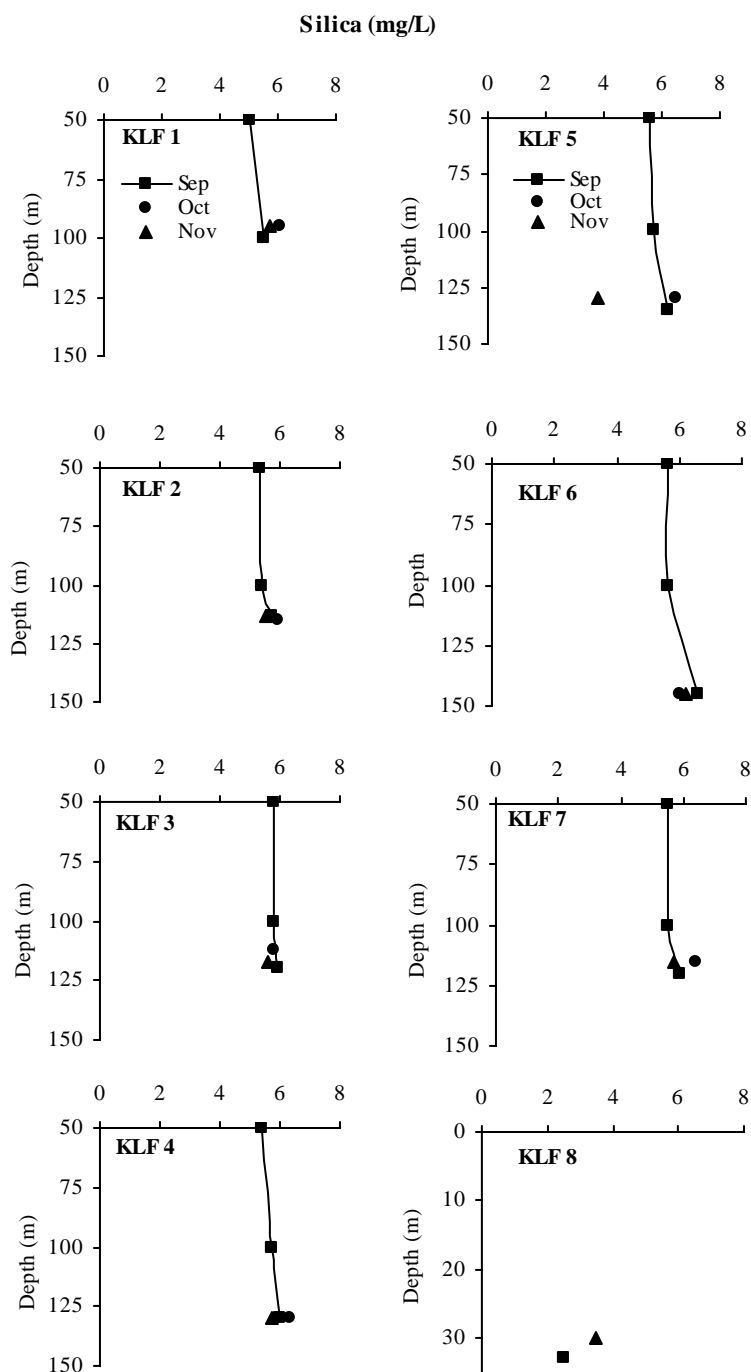 Silica (mg/L)
0 2 4 6 8
50
75
100
125
150
Depth (m)
KLF 1
Sep
Oct
Nov
0 2 4 6 8
50
75
100
125
150
Depth (m)
KLF 5
Sep
Oct
Nov
0 2 4 6 8
50
75
100
125
150
Depth (m)
KLF 2
0 2 4 6 8
50
75
100
125
150
Depth
KLF 6
0 2 4 6 8
50
75
100
125
150
Depth (m)
KLF 3
0 2 4 6 8
50
75
100
125
150
Depth (m)
KLF 7
0 2 4 6 8
50
75
100
125
150
Depth (m)
KLF 4
0 2 4 6 8
0
10
20
30
Depth (m)
KLF 8